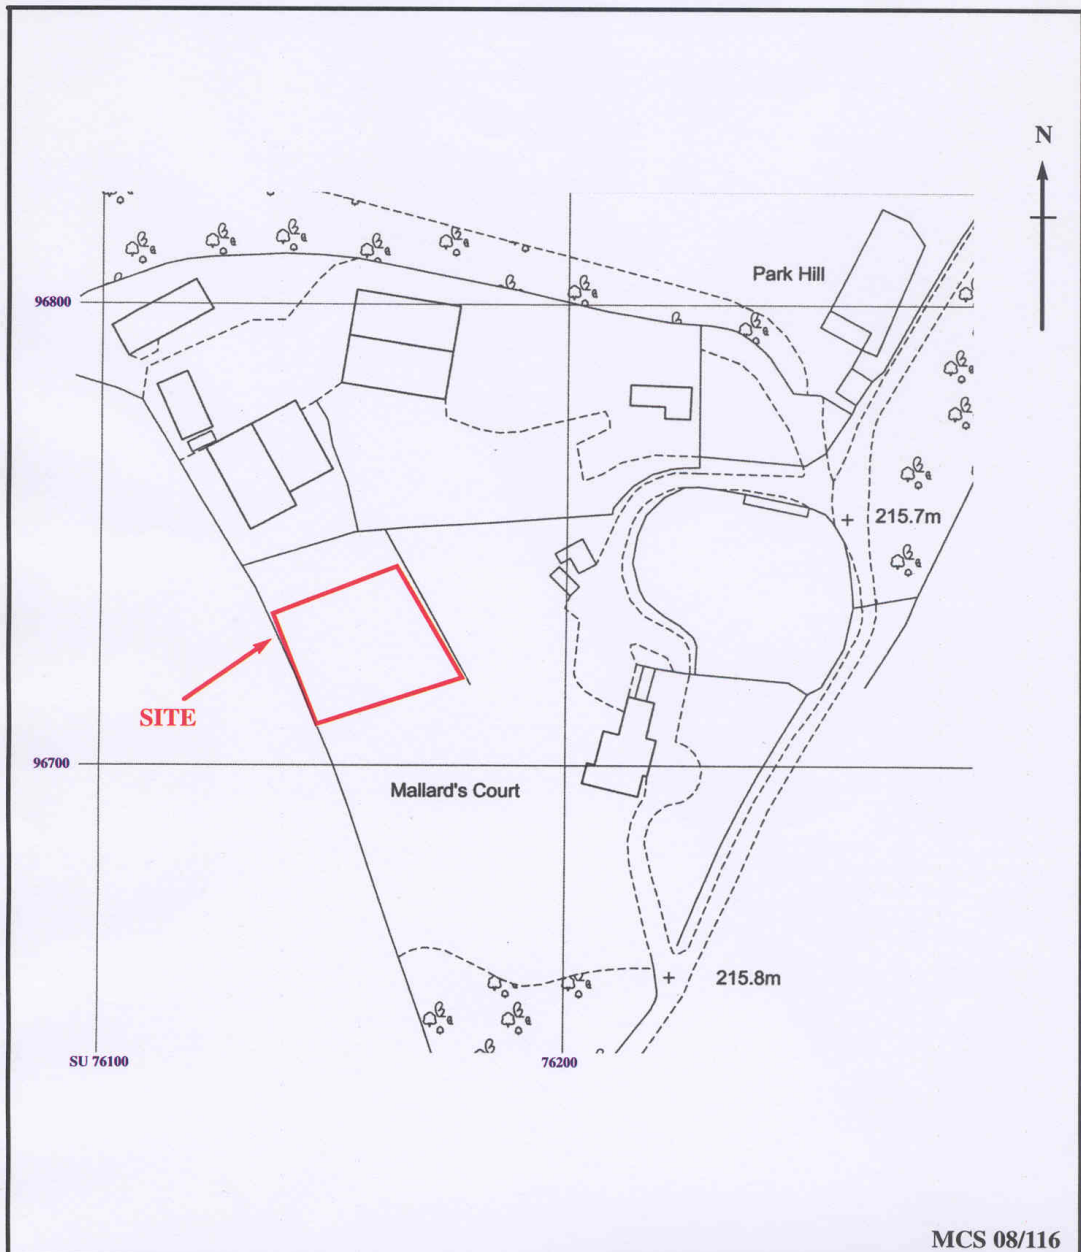 N
Park Hill
96800
215.7m
SITE
96700
Mallard's Court
215.8m
SU 76100
76200
MCS 08/116